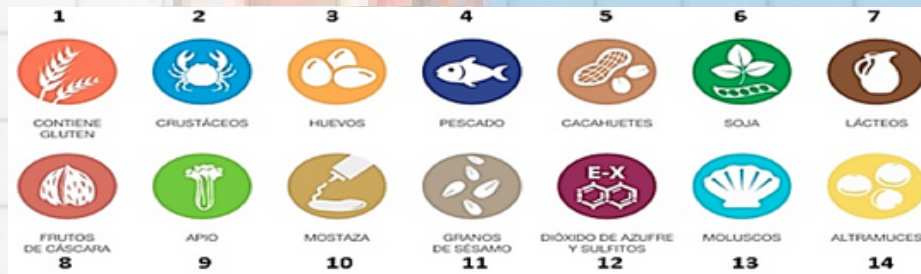 1 2 3 4 5 6 7
CONTIENE GLUTEN CRUSTÁCEOS HUEVOS PESCADO CACAHUETES SOJA LÁCTEOS
E-X
FRUTOS DE CÁSCARA APIO MOSTAZA GRANOS DE SÉSAMO DIÓXIDO DE AZUFRE Y SULFITOS MOLUSCOS ALTRAMUCES
8 9 10 11 12 13 14